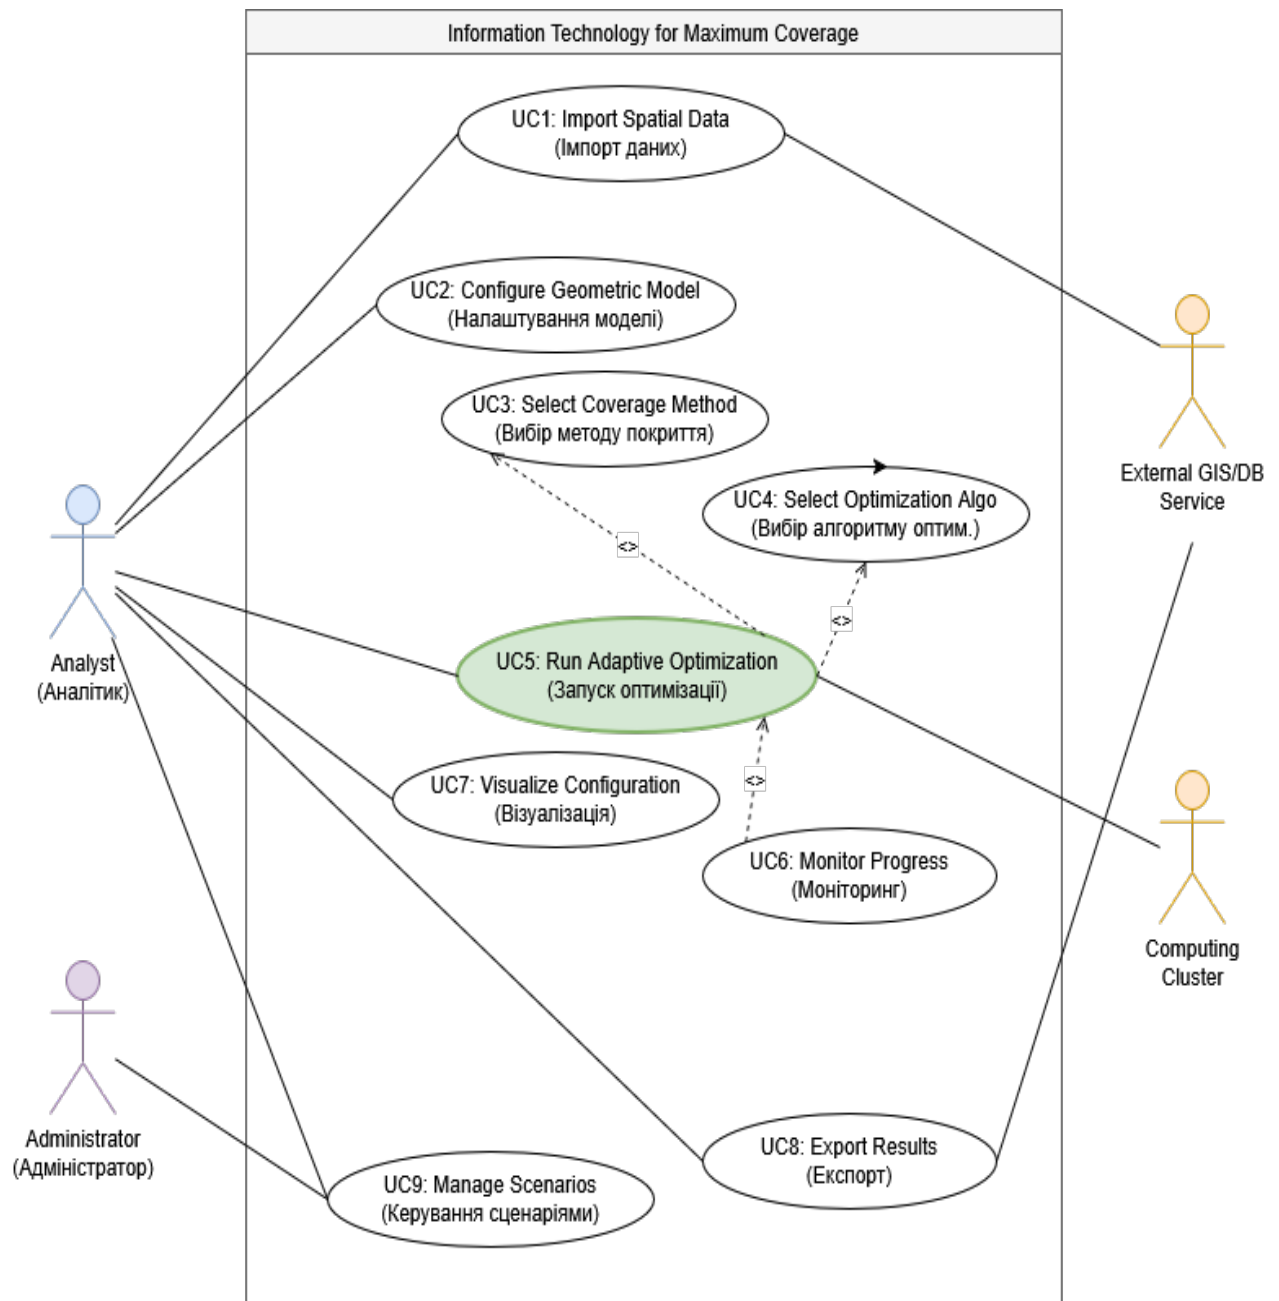 Information Technology for Maximum Coverage
UC1: Import Spatial Data
(Імпорт даних)
UC2: Configure Geometric Model
(Налаштування моделі)
UC3: Select Coverage Method
(Вибір методу покриття)
UC4: Select Optimization Algo
(Вибір алгоритму оптим.)
External GIS/DB
Service
<>
<>
Analyst
(Аналітик)
UC5: Run Adaptive Optimization
(Запуск оптимізації)
UC7: Visualize Configuration
(Візуалізація)
<>
UC6: Monitor Progress
(Моніторинг)
Computing
Cluster
Administrator
(Адміністратор)
UC8: Export Results
(Експорт)
UC9: Manage Scenarios
(Керування сценаріями)